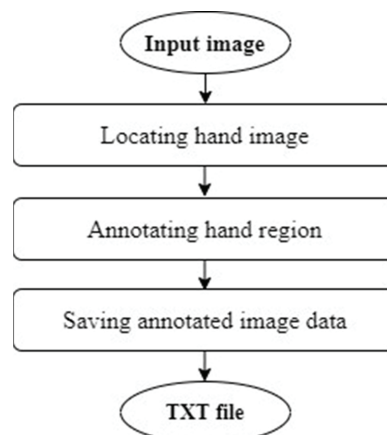 Input image
Locating hand image
Annotating hand region
Saving annotated image data
TXT file